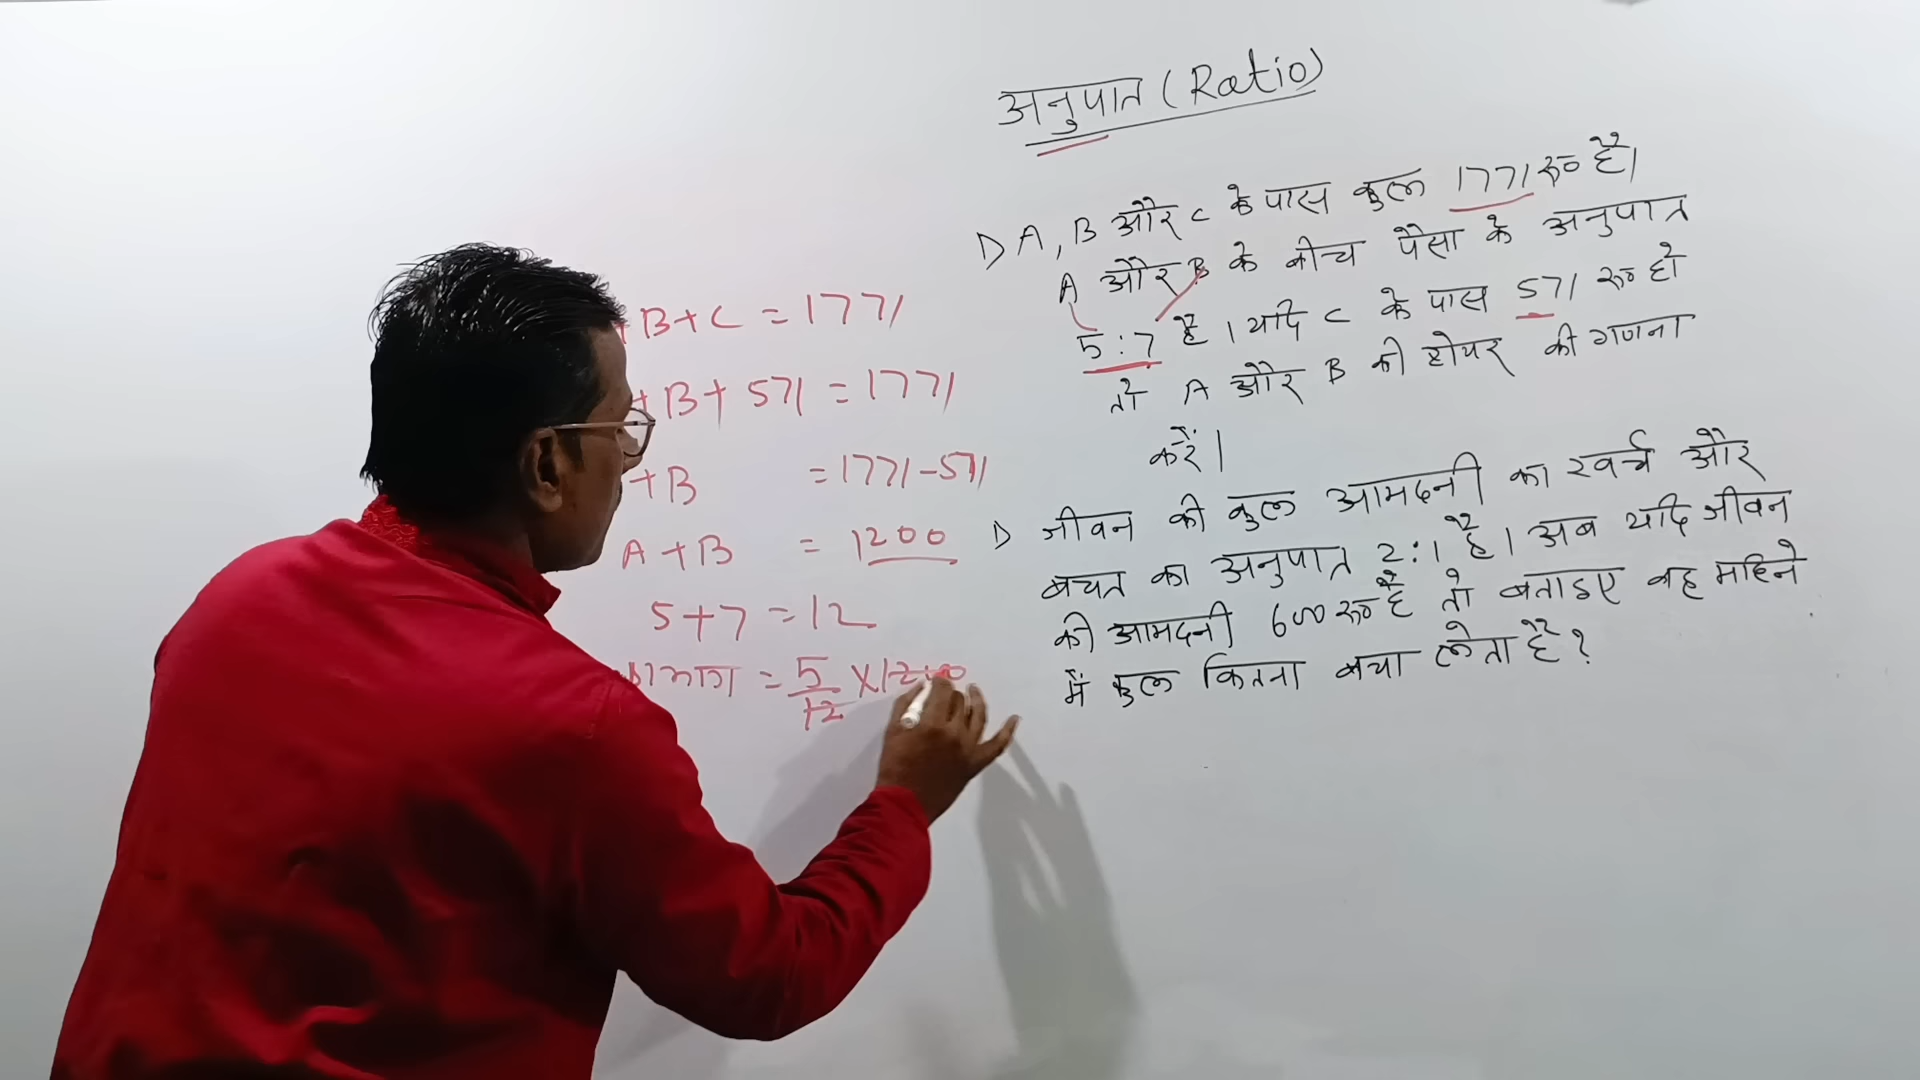 अनुपात (Ratio)
1) A, B और C के पास कुल 1771 रु० है।
A और B के बीच पैसा के अनुपात
5:7 है। यदि C के पास 571 रु० हो
तो A और B की शेयर की गणना
करें।
1) जीवन की कुल आमदनी का खर्च और
बचत का अनुपात 2:1 है। अब यदि जीवन
की आमदनी 600 रु० है तो बताइए वह महिने
में कुल कितना बचा लेता है?
+B+C = 1771
+B+ 571 = 1771
+B = 1771-571
A+B = 1200
5+7 = 12
= 5/12 X 1200